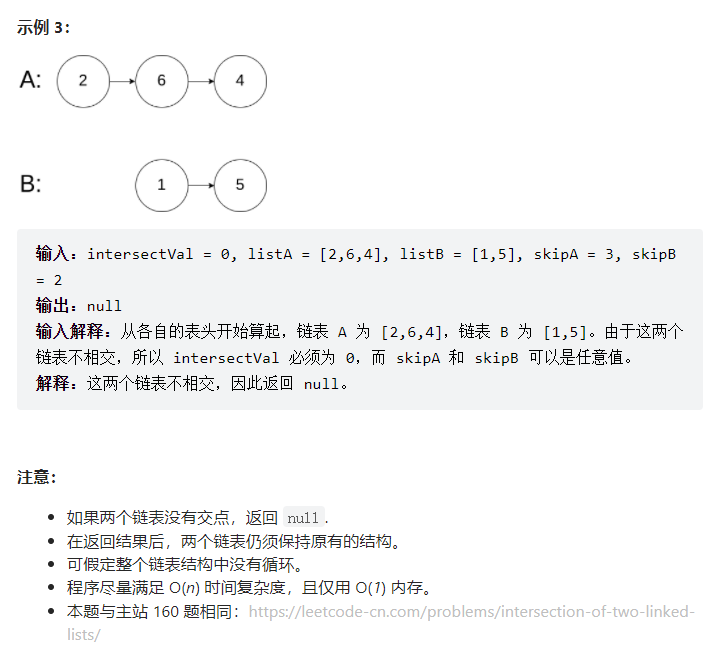 示例 3：
A: 2 6 4
B: 1 5
输入：intersectVal = 0, listA = [2,6,4], listB = [1,5], skipA = 3, skipB
= 2
输出：null
输入解释：从各自的表头开始算起，链表 A 为 [2,6,4]，链表 B 为 [1,5]。由于这两个
链表不相交，所以 intersectVal 必须为 0，而 skipA 和 skipB 可以是任意值。
解释：这两个链表不相交，因此返回 null。
注意：
如果两个链表没有交点，返回 null.
在返回结果后，两个链表仍须保持原有的结构。
可假定整个链表结构中没有循环。
程序尽量满足 O(n) 时间复杂度，且仅用 O(1) 内存。
本题与主站 160 题相同：https://leetcode-cn.com/problems/intersection-of-two-linked-
lists/